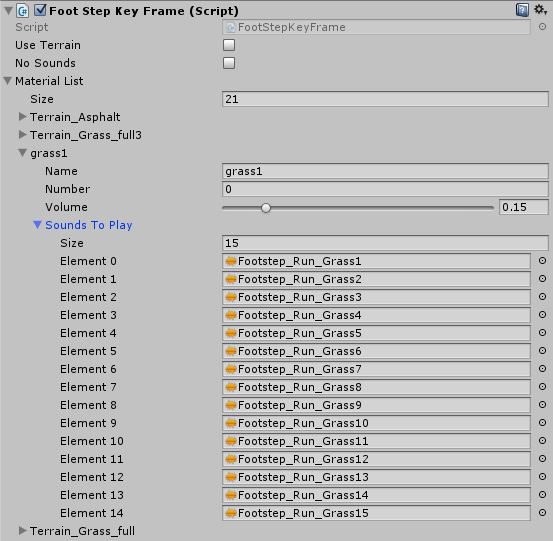 Foot Step Key Frame (Script)
Script FootStepKeyFrame
Use Terrain
No Sounds
Material List
Size 21
Terrain_Asphalt
Terrain_Grass_full3
grass1
Name grass1
Number 0
Volume 0.15
Sounds To Play
Size 15
Element 0 Footstep_Run_Grass1
Element 1 Footstep_Run_Grass2
Element 2 Footstep_Run_Grass3
Element 3 Footstep_Run_Grass4
Element 4 Footstep_Run_Grass5
Element 5 Footstep_Run_Grass6
Element 6 Footstep_Run_Grass7
Element 7 Footstep_Run_Grass8
Element 8 Footstep_Run_Grass9
Element 9 Footstep_Run_Grass10
Element 10 Footstep_Run_Grass11
Element 11 Footstep_Run_Grass12
Element 12 Footstep_Run_Grass13
Element 13 Footstep_Run_Grass14
Element 14 Footstep_Run_Grass15
Terrain_Grass_full